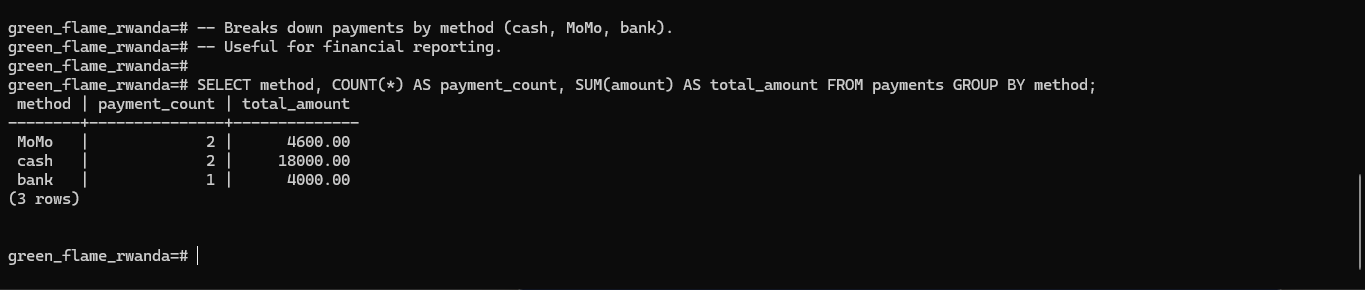 green_flame_rwanda=# -- Breaks down payments by method (cash, MoMo, bank).
green_flame_rwanda=# -- Useful for financial reporting.
green_flame_rwanda=#
green_flame_rwanda=# SELECT method, COUNT(*) AS payment_count, SUM(amount) AS total_amount FROM payments GROUP BY method;
 method | payment_count | total_amount
--------+---------------+--------------
 MoMo   |             2 |      4600.00
 cash   |             2 |     18000.00
 bank   |             1 |      4000.00
(3 rows)
green_flame_rwanda=#